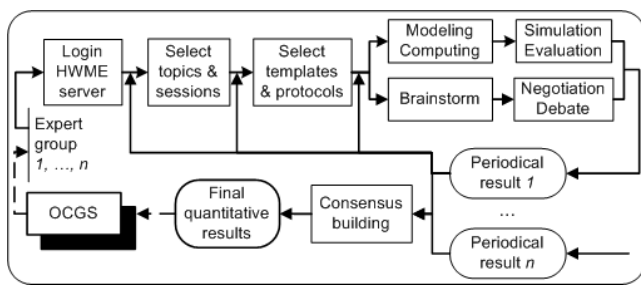 Login
HWME
server
Select
topics &
sessions
Select
templates
& protocols
Modeling
Computing
Simulation
Evaluation
Brainstorm
Negotiation
Debate
Expert
group
1, ..., n
Periodical
result 1
...
Periodical
result n
Consensus
building
Final
quantitative
results
OCGS